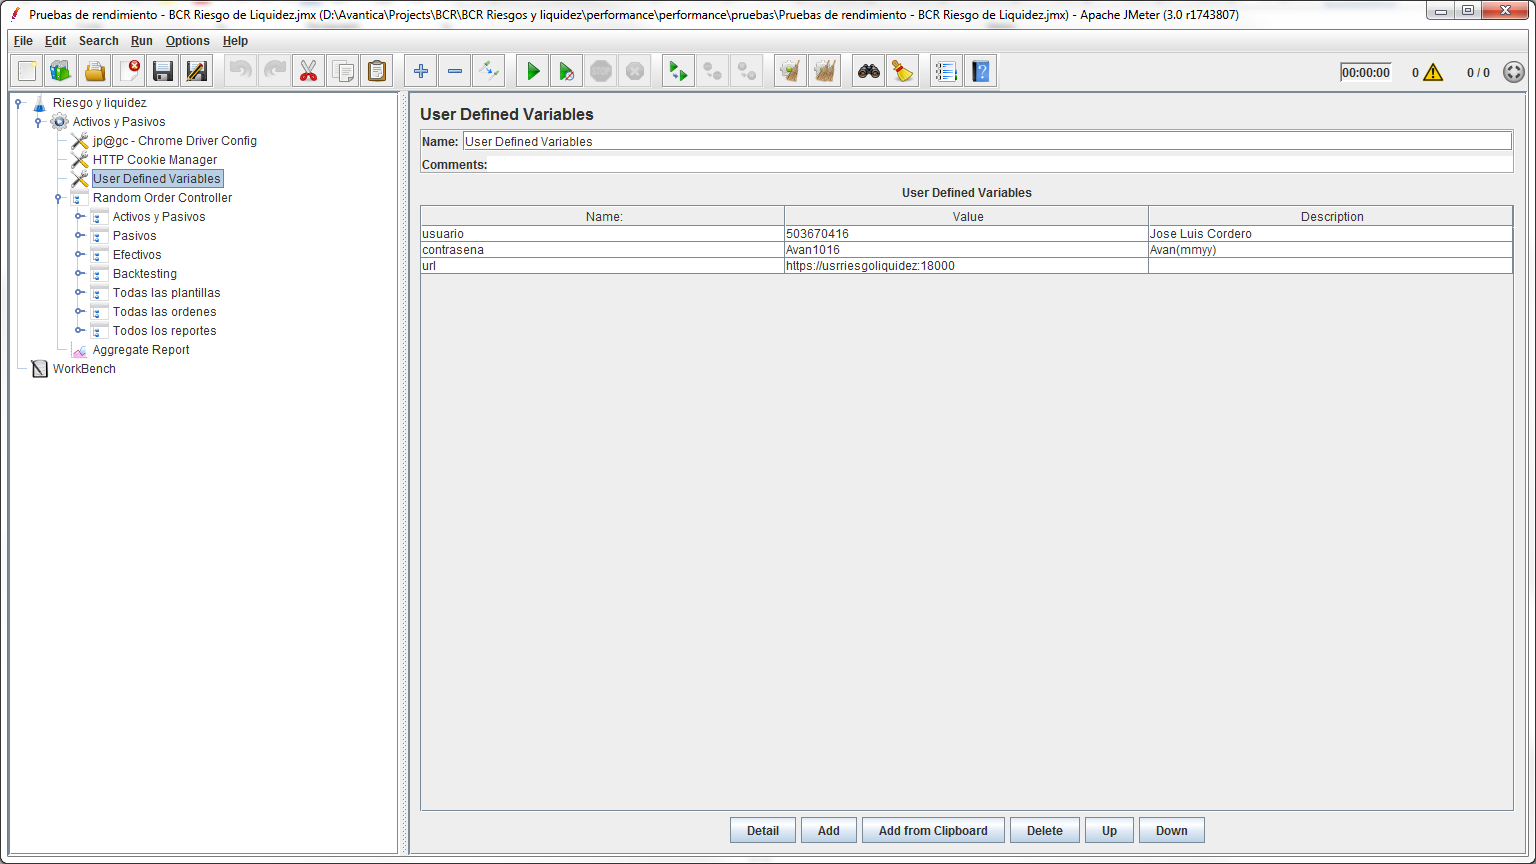 Pruebas de rendimiento - BCR Riesgo de Liquidez.jmx (D:\Avantica\Projects\BCR\BCR Riesgos y liquidez\performance\performance\pruebas\Pruebas de rendimiento - BCR Riesgo de Liquidez.jmx) - Apache JMeter (3.0 r1743807)
File Edit Search Run Options Help
00:00:00 0 0 / 0
Riesgo y liquidez
Activos y Pasivos
jp@gc - Chrome Driver Config
HTTP Cookie Manager
User Defined Variables
Random Order Controller
Activos y Pasivos
Pasivos
Efectivos
Backtesting
Todas las plantillas
Todas las ordenes
Todos los reportes
Aggregate Report
WorkBench
User Defined Variables
Name: User Defined Variables
Comments:
User Defined Variables
Name: Value Description
usuario 503670416 Jose Luis Cordero
contrasena Avan1016 Avan(mmyy)
url https://usrriesgoliquidez:18000
Detail Add Add from Clipboard Delete Up Down